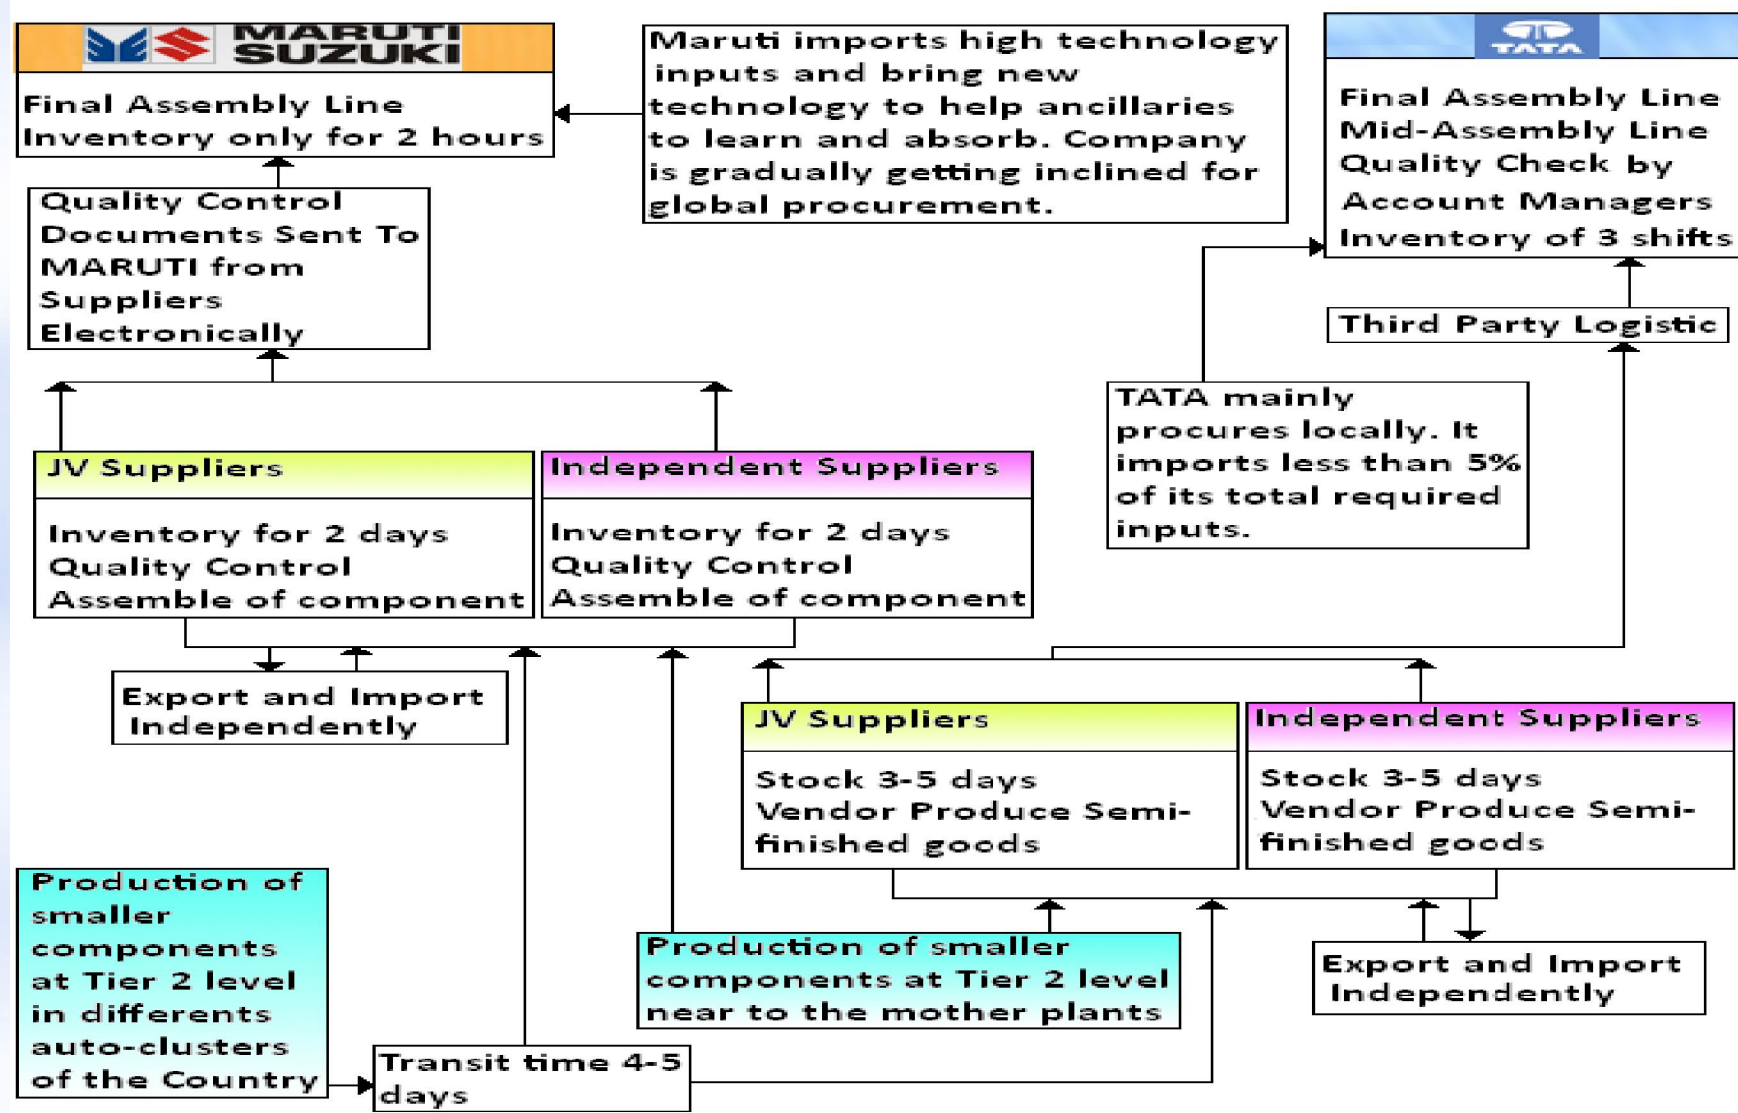 MARUTI
SUZUKI
Final Assembly Line
Inventory only for 2 hours
Maruti imports high technology
inputs and bring new
technology to help ancillaries
to learn and absorb. Company
is gradually getting inclined for
global procurement.
TATA
Final Assembly Line
Mid-Assembly Line
Quality Check by
Account Managers
Inventory of 3 shifts
Quality Control
Documents Sent To
MARUTI from
Suppliers
Electronically
Third Party Logistic
TATA mainly
procures locally. It
imports less than 5%
of its total required
inputs.
JV Suppliers
Inventory for 2 days
Quality Control
Assemble of component
Independent Suppliers
Inventory for 2 days
Quality Control
Assemble of component
Export and Import
Independently
JV Suppliers
Stock 3-5 days
Vendor Produce Semi-
finished goods
Independent Suppliers
Stock 3-5 days
Vendor Produce Semi-
finished goods
Production of
smaller
components
at Tier 2 level
in differents
auto-clusters
of the Country
Production of smaller
components at Tier 2 level
near to the mother plants
Export and Import
Independently
Transit time 4-5
days